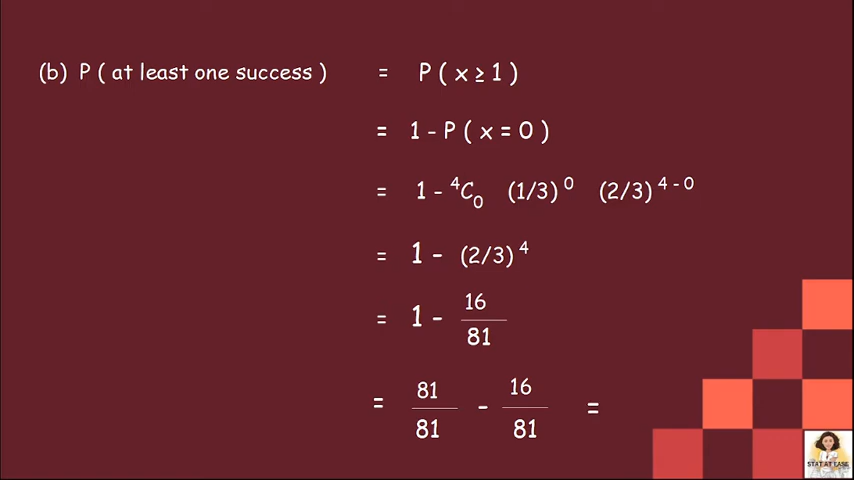 (b) P ( at least one success ) = P ( x ≥ 1 )
= 1 - P ( x = 0 )
= 1 - ⁴C₀ (1/3)⁰ (2/3)⁴⁻⁰
= 1 - (2/3)⁴
= 1 - 16/81
= 81/81 - 16/81 =
STAT AT EASE